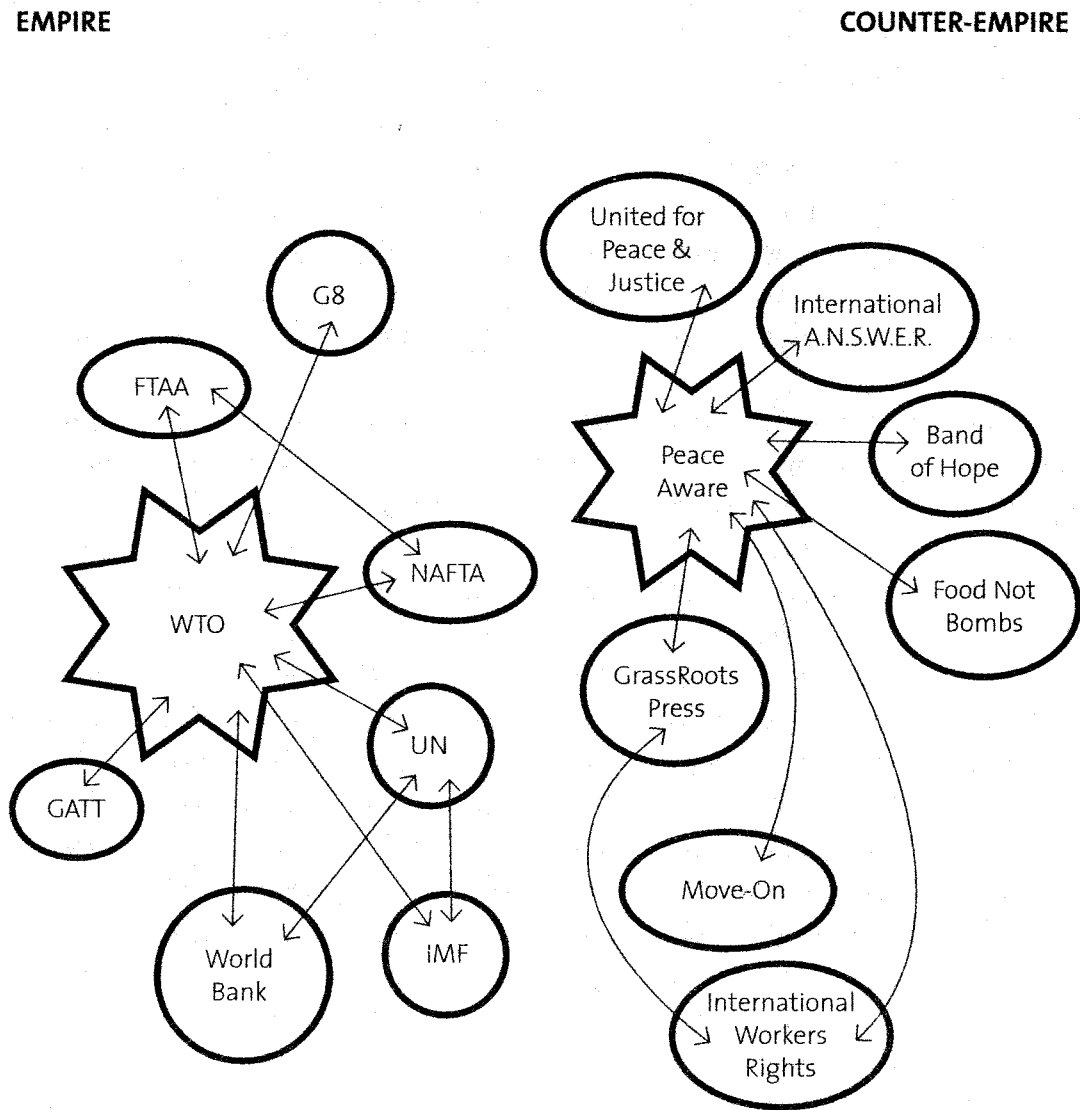 EMPIRE
COUNTER-EMPIRE
G8
FTAA
WTO
NAFTA
UN
GATT
World
Bank
IMF
United for
Peace &
Justice
International
A.N.S.W.E.R.
Peace
Aware
Band
of Hope
Food Not
Bombs
GrassRoots
Press
Move-On
International
Workers
Rights